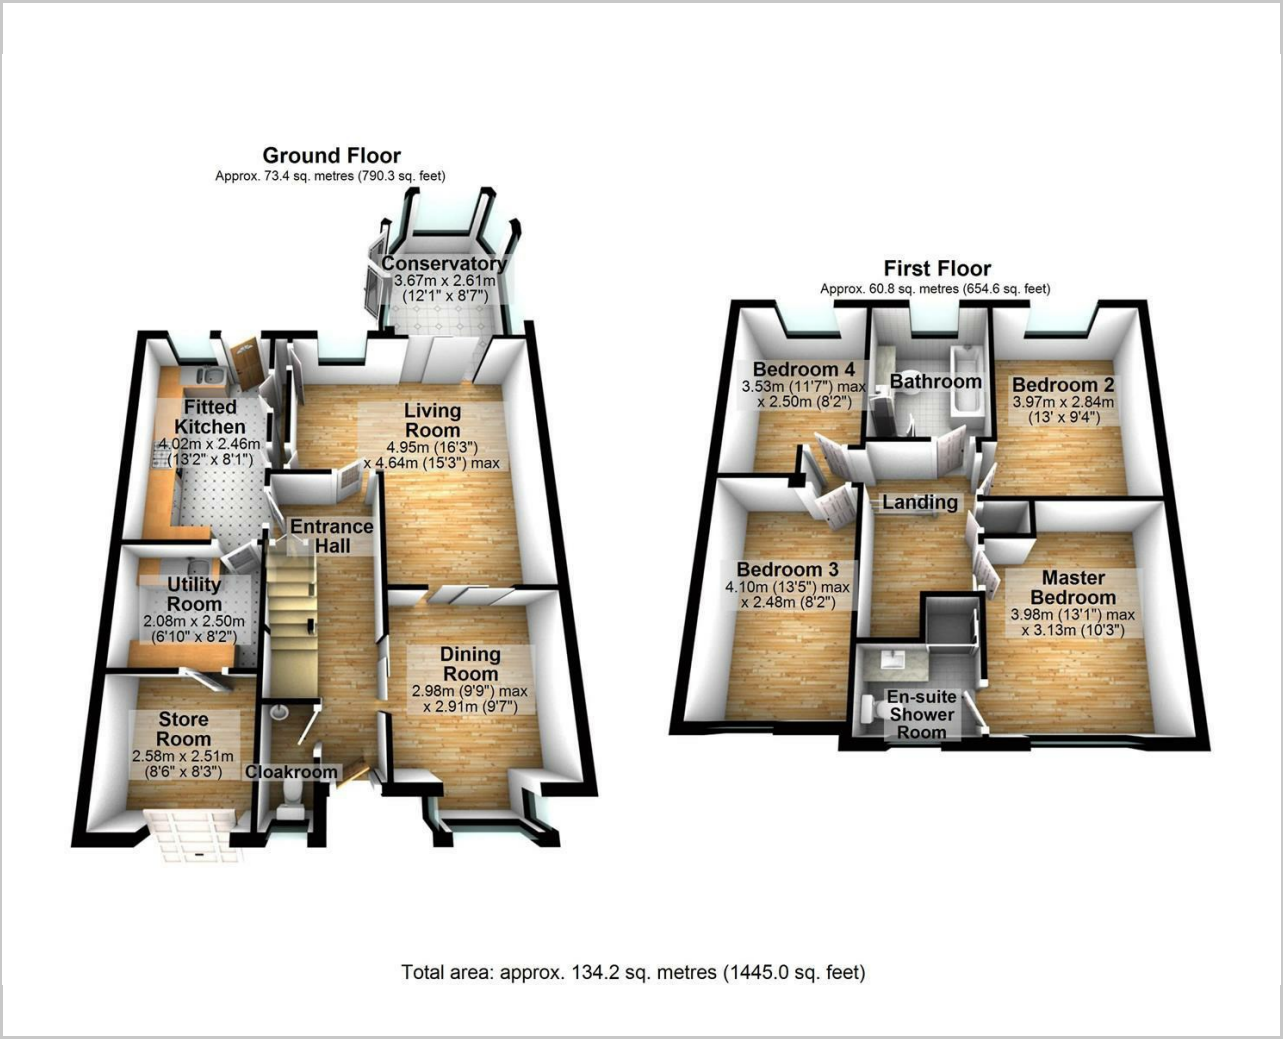 Ground Floor
Approx. 73.4 sq. metres (790.3 sq. feet)
Conservatory
3.67m x 2.61m
(12'1" x 8'7")
Fitted
Kitchen
4.02m x 2.46m
(13'2" x 8'1")
Living
Room
4.95m (16'3")
x 4.64m (15'3") max
Entrance
Hall
Utility
Room
2.08m x 2.50m
(6'10" x 8'2")
Dining
Room
2.98m (9'9") max
x 2.91m (9'7")
Store
Room
2.58m x 2.51m
(8'6" x 8'3")
Cloakroom
First Floor
Approx. 60.8 sq. metres (654.6 sq. feet)
Bedroom 4
3.53m (11'7") max
x 2.50m (8'2")
Bathroom
Bedroom 2
3.97m x 2.84m
(13' x 9'4")
Landing
Bedroom 3
4.10m (13'5") max
x 2.48m (8'2")
Master
Bedroom
3.98m (13'1") max
x 3.13m (10'3")
En-suite
Shower
Room
Total area: approx. 134.2 sq. metres (1445.0 sq. feet)